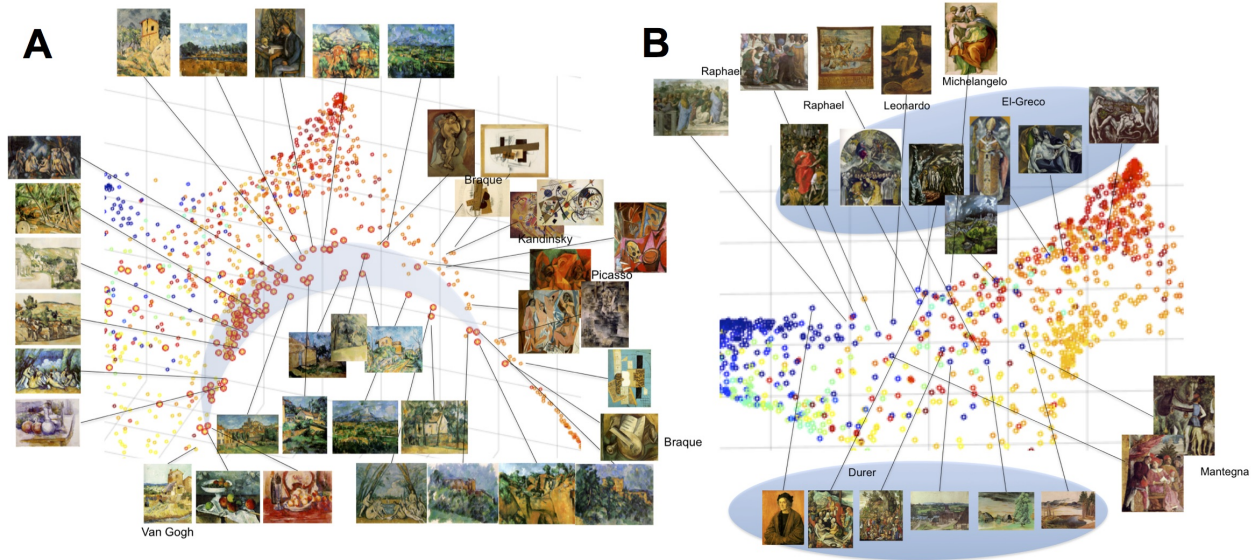 A
B
Raphael
Raphael
Leonardo
Michelangelo
El-Greco
Braque
Kandinsky
Picasso
Braque
Van Gogh
Durer
Mantegna